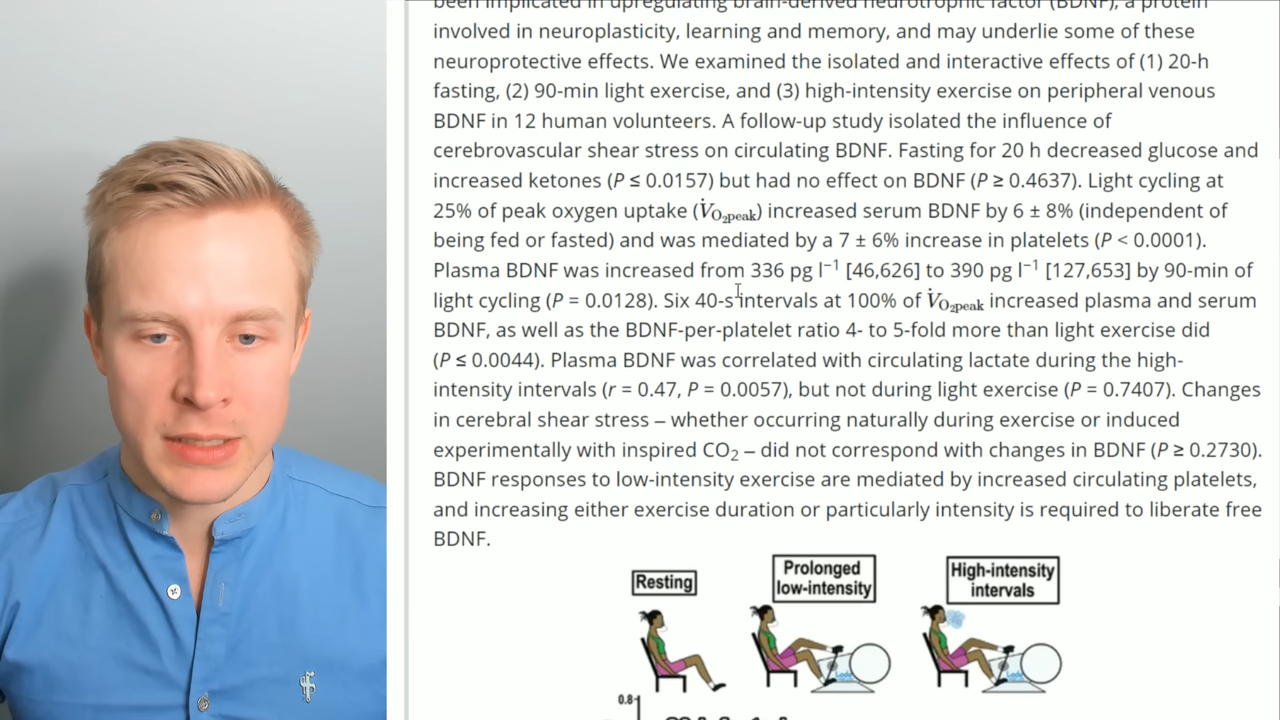 been implicated in upregulating brain-derived neurotrophic factor (BDNF), a protein
involved in neuroplasticity, learning and memory, and may underlie some of these
neuroprotective effects. We examined the isolated and interactive effects of (1) 20-h
fasting, (2) 90-min light exercise, and (3) high-intensity exercise on peripheral venous
BDNF in 12 human volunteers. A follow-up study isolated the influence of
cerebrovascular shear stress on circulating BDNF. Fasting for 20 h decreased glucose and
increased ketones (P ≤ 0.0157) but had no effect on BDNF (P ≥ 0.4637). Light cycling at
25% of peak oxygen uptake (V̇O₂peak) increased serum BDNF by 6 ± 8% (independent of
being fed or fasted) and was mediated by a 7 ± 6% increase in platelets (P < 0.0001).
Plasma BDNF was increased from 336 pg l⁻¹ [46,626] to 390 pg l⁻¹ [127,653] by 90-min of
light cycling (P = 0.0128). Six 40-s intervals at 100% of V̇O₂peak increased plasma and serum
BDNF, as well as the BDNF-per-platelet ratio 4- to 5-fold more than light exercise did
(P ≤ 0.0044). Plasma BDNF was correlated with circulating lactate during the high-
intensity intervals (r = 0.47, P = 0.0057), but not during light exercise (P = 0.7407). Changes
in cerebral shear stress – whether occurring naturally during exercise or induced
experimentally with inspired CO₂ – did not correspond with changes in BDNF (P ≥ 0.2730).
BDNF responses to low-intensity exercise are mediated by increased circulating platelets,
and increasing either exercise duration or particularly intensity is required to liberate free
BDNF.
Resting
Prolonged
low-intensity
High-intensity
intervals
0.8